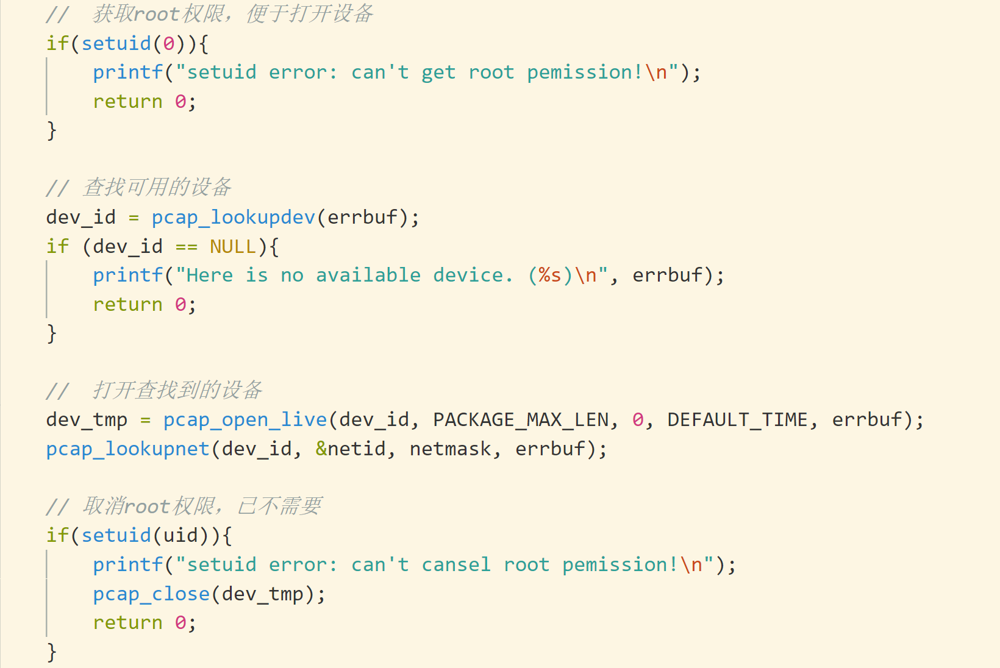 //  获取root权限，便于打开设备
if(setuid(0)){
    printf("setuid error: can't get root pemission!\n");
    return 0;
}
// 查找可用的设备
dev_id = pcap_lookupdev(errbuf);
if (dev_id == NULL){
    printf("Here is no available device. (%s)\n", errbuf);
    return 0;
}
//  打开查找到的设备
dev_tmp = pcap_open_live(dev_id, PACKAGE_MAX_LEN, 0, DEFAULT_TIME, errbuf);
pcap_lookupnet(dev_id, &netid, netmask, errbuf);
// 取消root权限，已不需要
if(setuid(uid)){
    printf("setuid error: can't cansel root pemission!\n");
    pcap_close(dev_tmp);
    return 0;
}